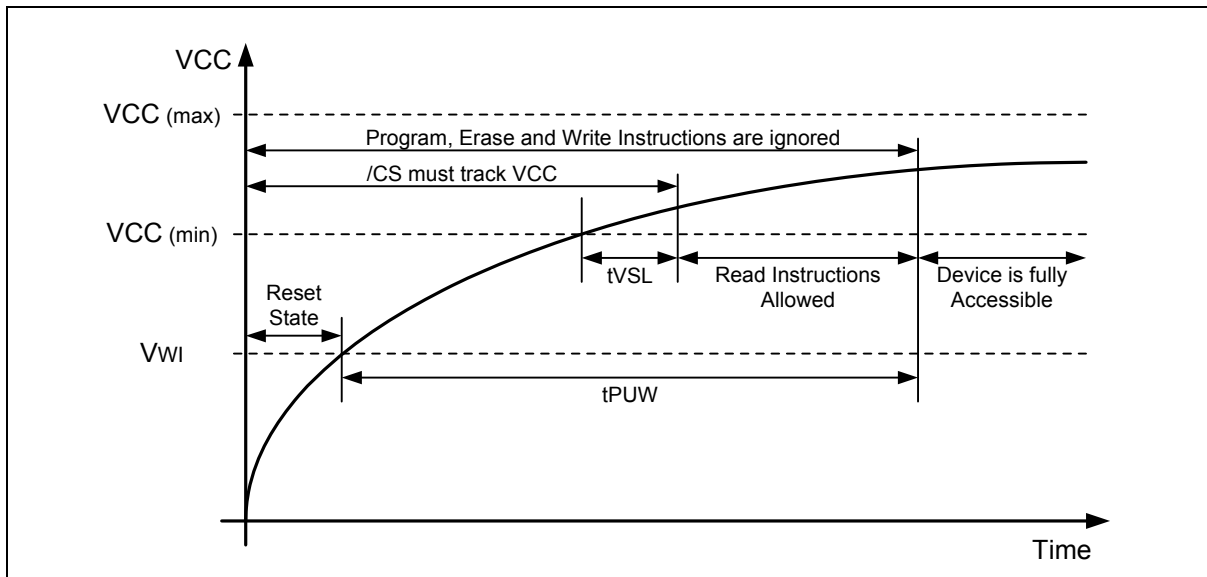 VCC
VCC (max)
Program, Erase and Write Instructions are ignored
/CS must track VCC
VCC (min)
tVSL
Read Instructions
Allowed
Device is fully
Accessible
Reset
State
VWI
tPUW
Time